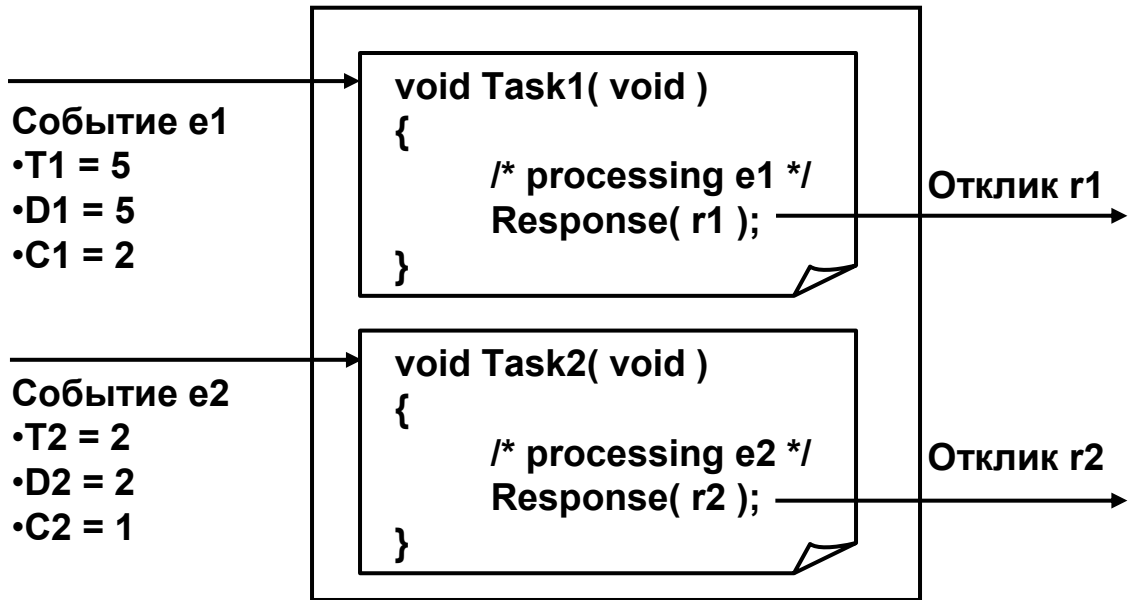 void Task1( void )
{
/* processing e1 */
Response( r1 );
}
Событие e1
•T1 = 5
•D1 = 5
•C1 = 2
Отклик r1
void Task2( void )
{
/* processing e2 */
Response( r2 );
}
Событие e2
•T2 = 2
•D2 = 2
•C2 = 1
Отклик r2